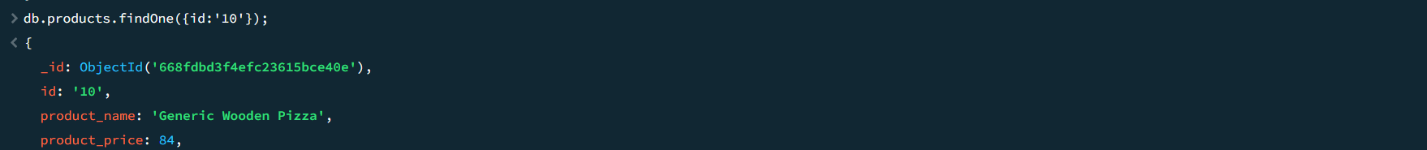 > db.products.findOne({id:'10'});
< {
_id: ObjectId('668fdbd3f4efc23615bce40e'),
id: '10',
product_name: 'Generic Wooden Pizza',
product_price: 84,